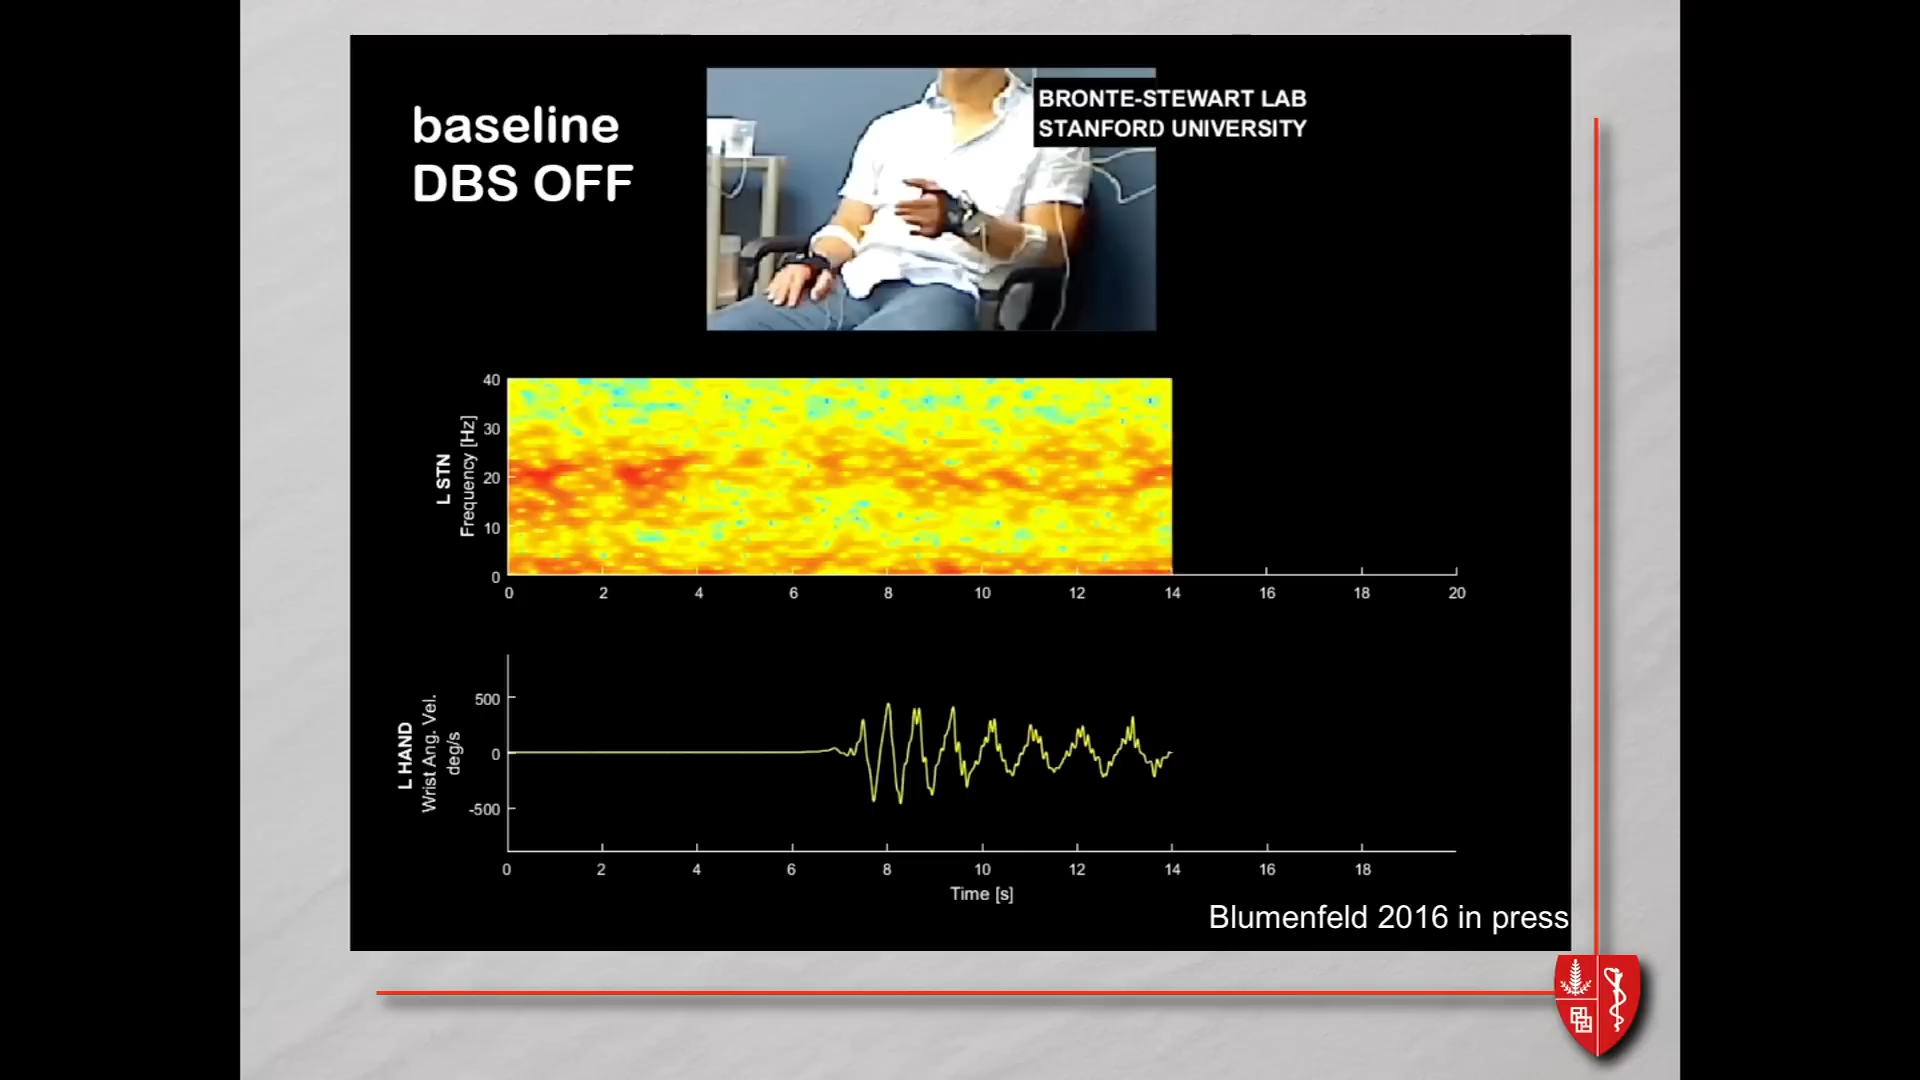 baseline
DBS OFF
BRONTE-STEWART LAB
STANFORD UNIVERSITY
L STN
Frequency [Hz]
40
30
20
10
0
0 2 4 6 8 10 12 14 16 18 20
L HAND
Wrist Ang. Vel.
deg/s
500
0
-500
0 2 4 6 8 10 12 14 16 18
Time [s]
Blumenfeld 2016 in press